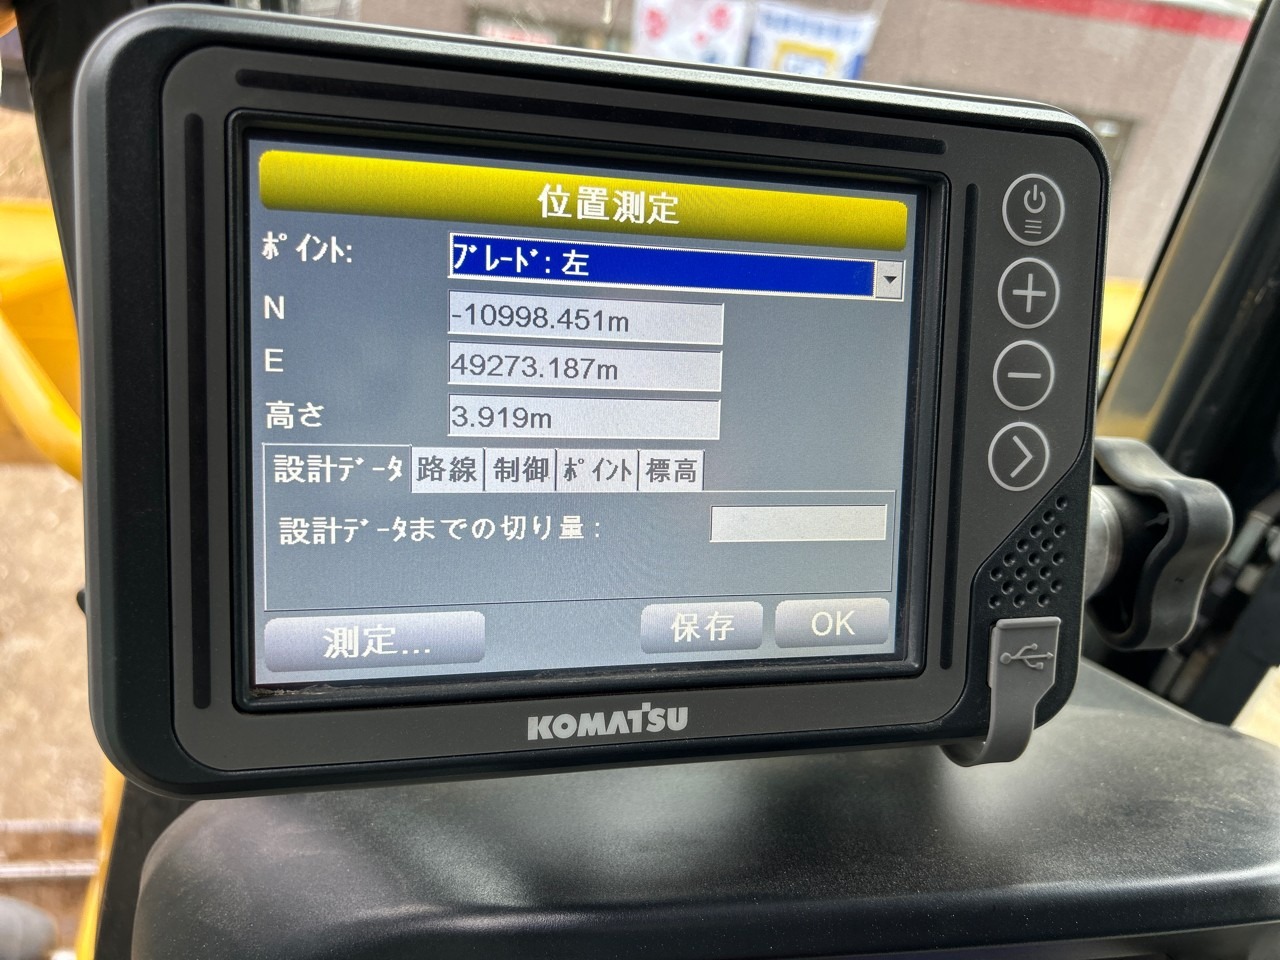 位置測定
ﾎﾟｲﾝﾄ:
ﾌﾞﾚｰﾄﾞ: 左
N
-10998.451m
E
49273.187m
高さ
3.919m
設計ﾃﾞｰﾀ 路線 制御 ﾎﾟｲﾝﾄ 標高
設計ﾃﾞｰﾀまでの切り量 :
測定... 保存 OK
KOMATSU